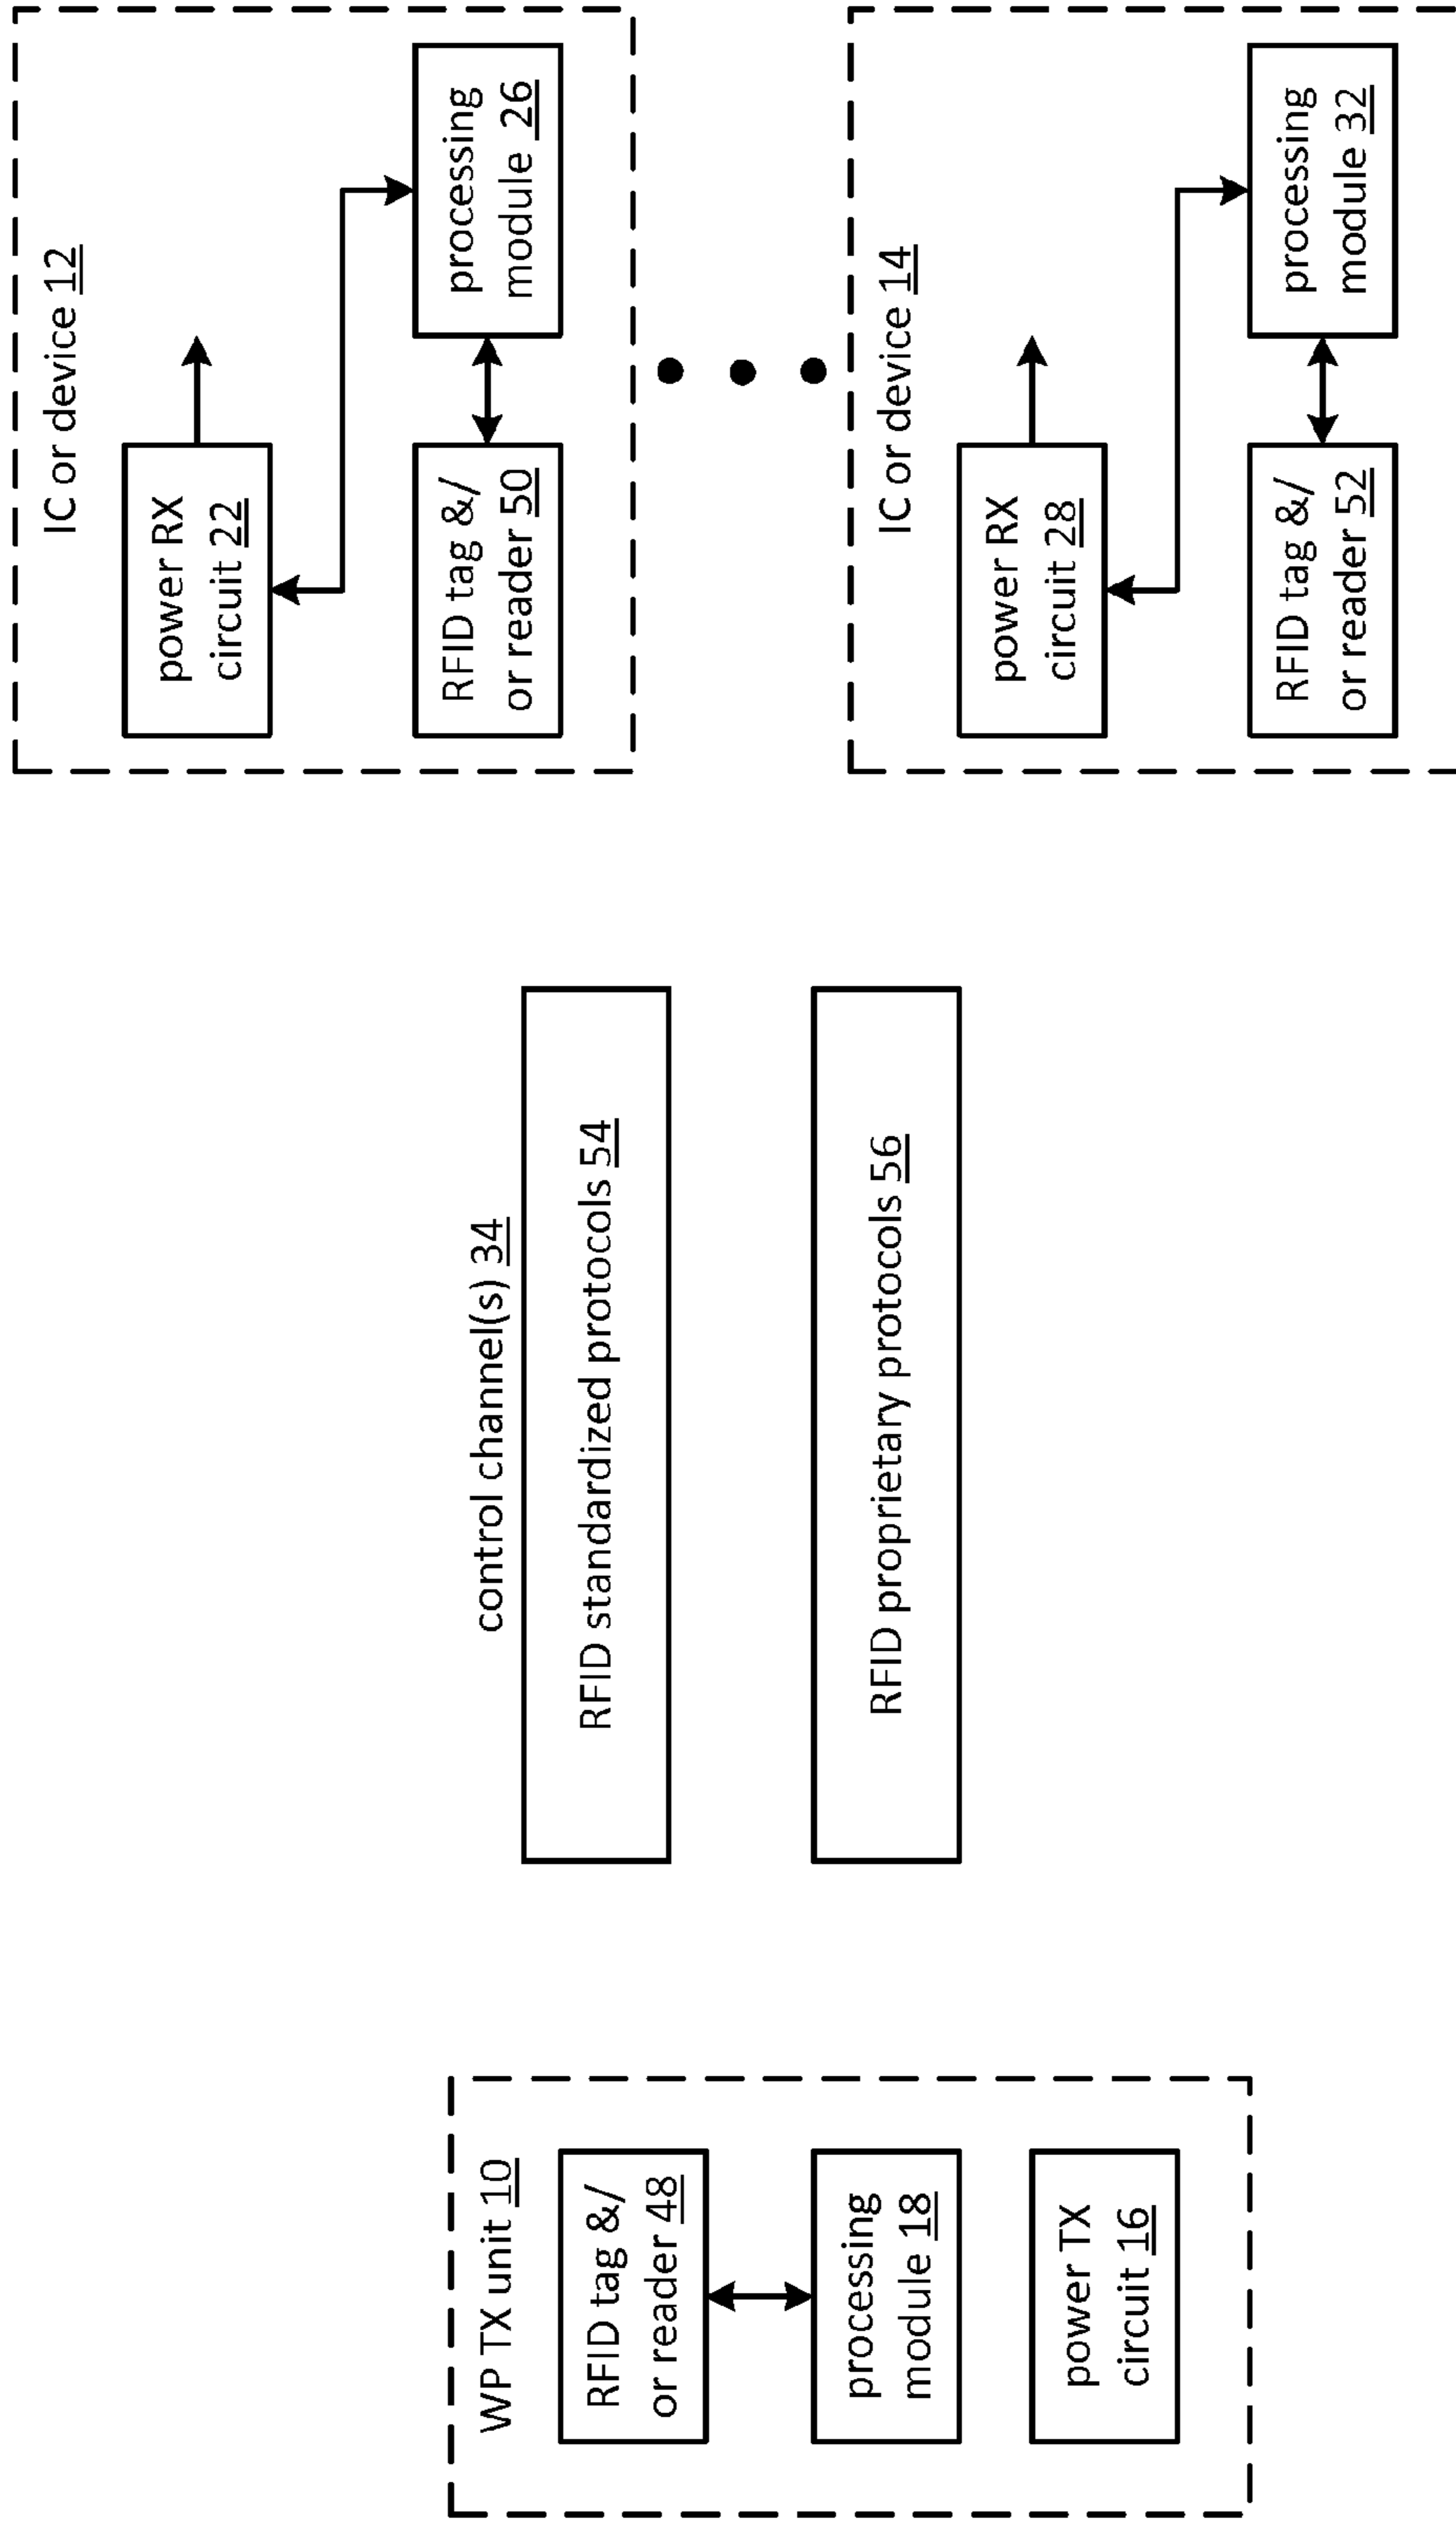 WP TX unit 10
RFID tag &/
or reader 48
processing
module 18
power TX
circuit 16
control channel(s) 34
RFID standardized protocols 54
RFID proprietary protocols 56
IC or device 12
power RX
circuit 22
processing
module 26
RFID tag &/
or reader 50
IC or device 14
power RX
circuit 28
processing
module 32
RFID tag &/
or reader 52